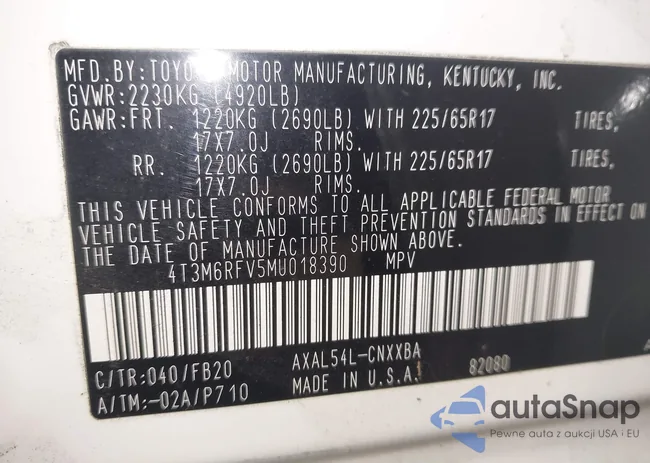 MFD.BY: TOYO MOTOR MANUFACTURING, KENTUCKY, INC.
GVWR: 2230KG (4920LB)
GAWR: FRT. 1220KG (2690LB) WITH 225/65R17 TIRES,
17X7.0J RIMS.
RR. 1220KG (2690LB) WITH 225/65R17 TIRES,
17X7.0J RIMS.
THIS VEHICLE CONFORMS TO ALL APPLICABLE FEDERAL MOTOR
VEHICLE SAFETY AND THEFT PREVENTION STANDARDS IN EFFECT ON
DATE OF MANUFACTURE SHOWN ABOVE.
4T3M6RFV5MU018390 MPV
C/TR: 040/FB20 AXAL54L-CNXXBA
A/TM: -02A/P710 MADE IN U.S.A. 82080
autaSnap
Pewne auta z aukcji USA i EU